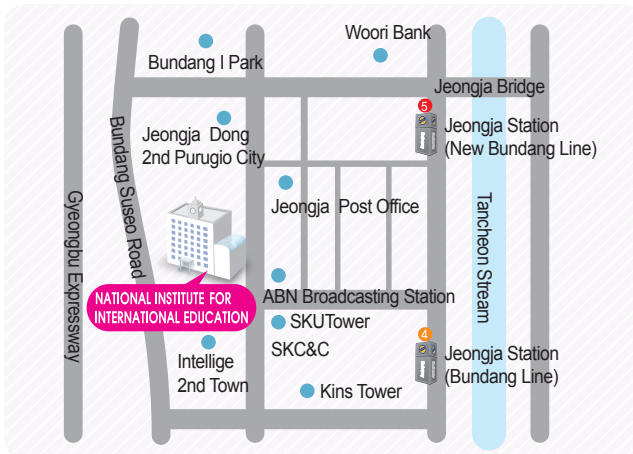 Woori Bank
Bundang I Park
Jeongja Bridge
5
Jeongja Station
(New Bundang Line)
Jeongja Dong
2nd Purugio City
Bundang Suseo Road
Jeongja Post Office
Gyeongbu Expressway
Tancheon Stream
NATIONAL INSTITUTE FOR
INTERNATIONAL EDUCATION
ABN Broadcasting Station
SKUTower
SKC&C
4
Jeongja Station
(Bundang Line)
Intellige
2nd Town
Kins Tower